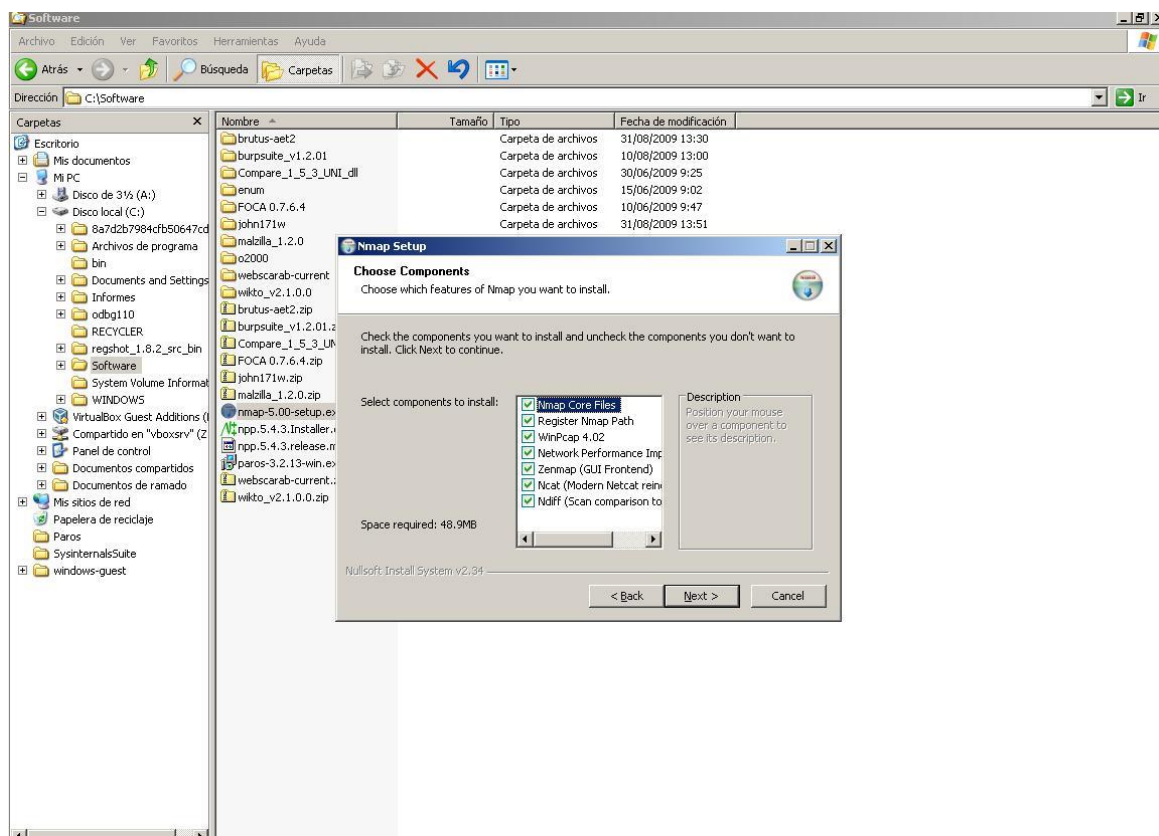 Software
Archivo Edición Ver Favoritos Herramientas Ayuda
Atrás Búsqueda Carpetas
Dirección C:\Software Ir
Carpetas
Escritorio
Mis documentos
Mi PC
Disco de 3½ (A:)
Disco local (C:)
8a7d2b7984cfb50647cd
Archivos de programa
bin
Documents and Settings
Informes
odbg110
RECYCLER
regshot_1.8.2_src_bin
Software
System Volume Informat
WINDOWS
VirtualBox Guest Additions (
Compartido en "vboxsrv" (Z
Panel de control
Documentos compartidos
Documentos de ramado
Mis sitios de red
Papelera de reciclaje
Paros
SysinternalsSuite
windows-guest
Nombre Tamaño Tipo Fecha de modificación
brutus-aet2 Carpeta de archivos 31/08/2009 13:30
burpsuite_v1.2.01 Carpeta de archivos 10/08/2009 13:00
Compare_1_5_3_UNI_dll Carpeta de archivos 30/06/2009 9:25
enum Carpeta de archivos 15/06/2009 9:02
FOCA 0.7.6.4 Carpeta de archivos 10/06/2009 9:47
john171w Carpeta de archivos 31/08/2009 13:51
malzilla_1.2.0
o2000
webscarab-current
wikto_v2.1.0.0
brutus-aet2.zip
burpsuite_v1.2.01.z
Compare_1_5_3_UN
FOCA 0.7.6.4.zip
john171w.zip
malzilla_1.2.0.zip
nmap-5.00-setup.ex
npp.5.4.3.Installer.
npp.5.4.3.release.m
paros-3.2.13-win.ex
webscarab-current.
wikto_v2.1.0.0.zip
Nmap Setup
Choose Components
Choose which features of Nmap you want to install.
Check the components you want to install and uncheck the components you don't want to
install. Click Next to continue.
Select components to install:
Nmap Core Files
Register Nmap Path
WinPcap 4.02
Network Performance Imp
Zenmap (GUI Frontend)
Ncat (Modern Netcat rein
Ndiff (Scan comparison to
Description
Position your mouse
over a component to
see its description.
Space required: 48.9MB
Nullsoft Install System v2.34
< Back Next > Cancel